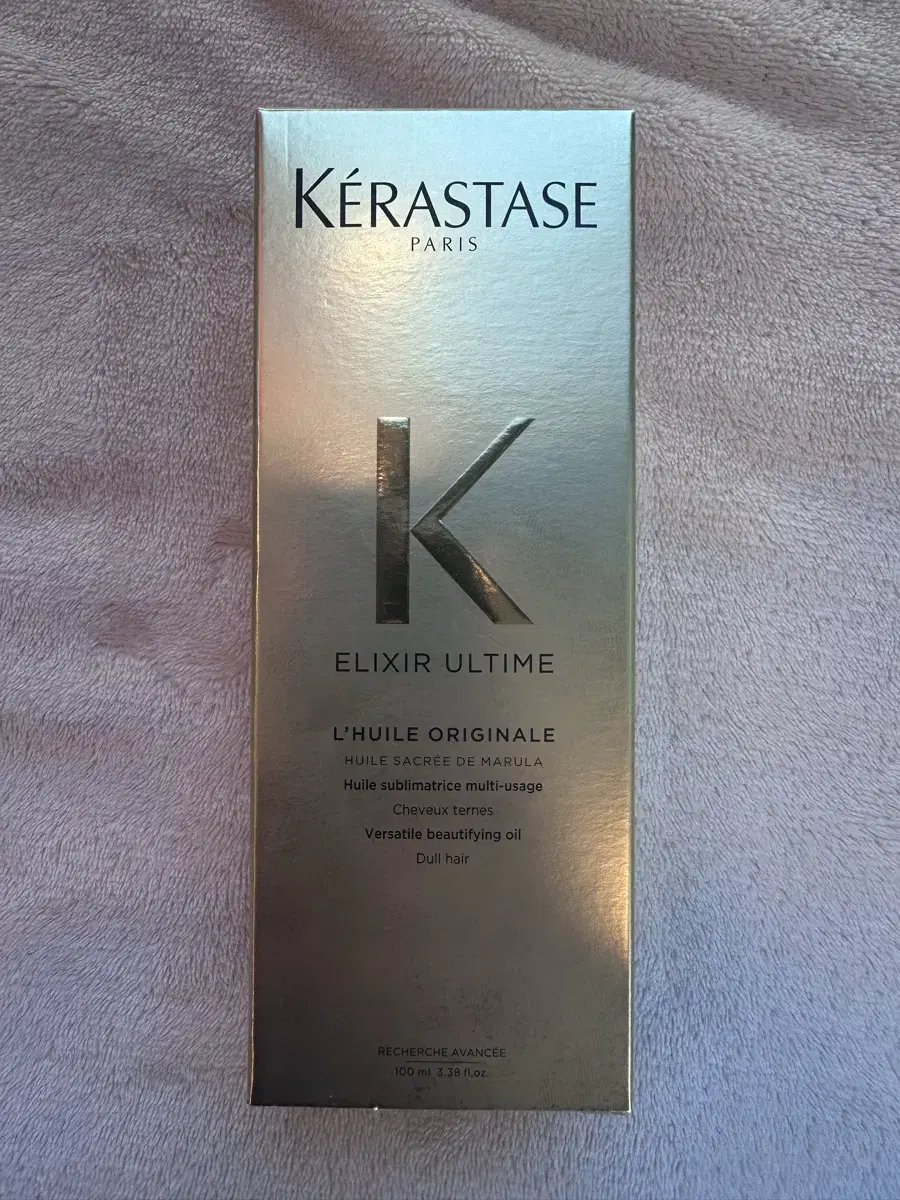 KÉRASTASE
PARIS
K
ELIXIR ULTIME
L'HUILE ORIGINALE
HUILE SACRÉE DE MARULA
Huile sublimatrice multi-usage
Cheveux ternes
Versatile beautifying oil
Dull hair
RECHERCHE AVANCÉE
100 ml 3.38 fl.oz.